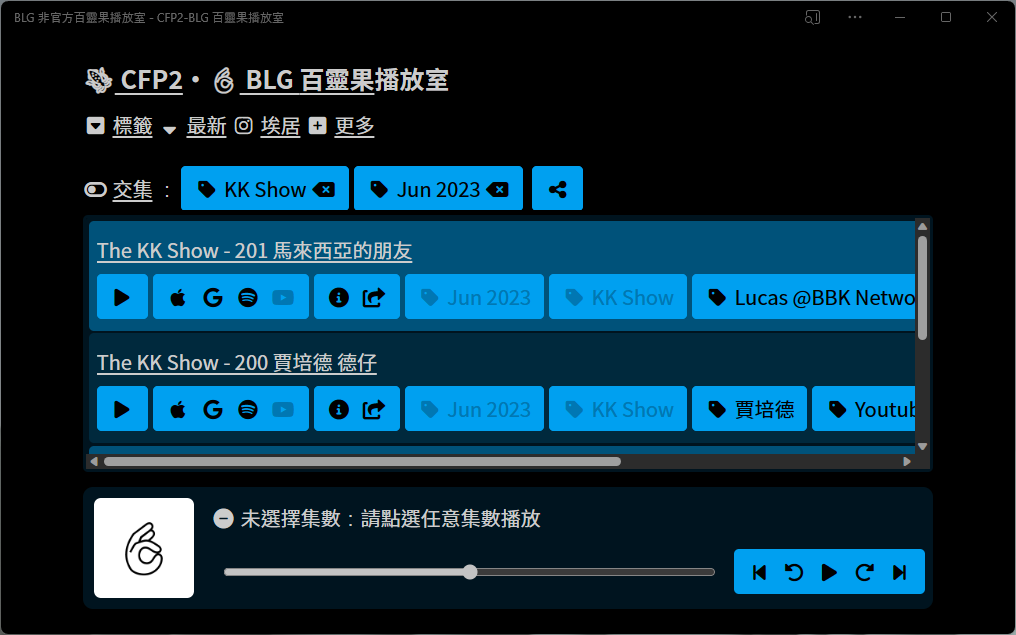 BLG 非官方百靈果播放室 - CFP2-BLG 百靈果播放室
CFP2・ BLG 百靈果播放室
標籤 最新 埃居 更多
交集 : KK Show Jun 2023
The KK Show - 201 馬來西亞的朋友
Jun 2023 KK Show Lucas @BBK Netwo
The KK Show - 200 賈培德 德仔
Jun 2023 KK Show 賈培德 Youtub
未選擇集數：請點選任意集數播放